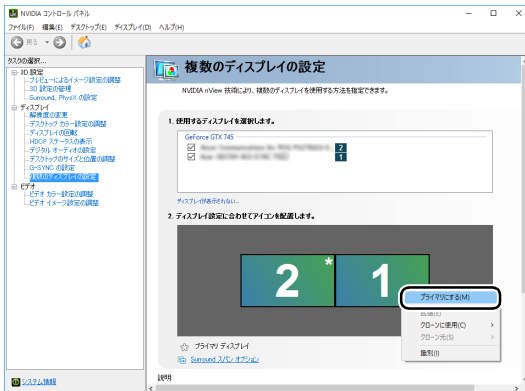 NVIDIA コントロール パネル
ファイル(F) 編集(E) デスクトップ(E) ディスプレイ(D) ヘルプ(H)
戻る
タスクの選択...
3D 設定
プレビューによるイメージ設定の調整
3D 設定の管理
Surround、PhysX の設定
ディスプレイ
解像度の変更
デスクトップ カラー設定の調整
ディスプレイの回転
HDCP ステータスの表示
デジタル オーディオの設定
デスクトップのサイズと位置の調整
G-SYNC の設定
複数のディスプレイの設定
ビデオ
ビデオ カラー設定の調整
ビデオ イメージ設定の調整
システム情報
複数のディスプレイの設定
NVIDIA nView 技術により、複数のディスプレイを使用する方法を指定できます。
1. 使用するディスプレイを選択します。
GeForce GTX 745
2
1
ディスプレイが表示されない...
2. ディスプレイ設定に合わせてアイコンを配置します。
2 *
1
プライマリにする(M)
拡張(E)
クローンに使用(C)
クローン元(S)
識別(I)
プライマリ ディスプレイ
Surround スパン オプション
説明